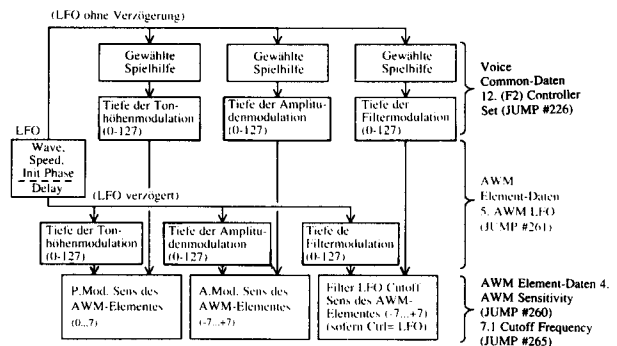 (LFO ohne Verzögerung)
Gewählte
Spielhilfe
Gewählte
Spielhilfe
Gewählte
Spielhilfe
Voice
Common-Daten
12. (F2) Controller
Set (JUMP #226)
Tiefe der Ton-
höhenmodulation
(0-127)
Tiefe der Amplitu-
denmodulation
(0-127)
Tiefe der
Filtermodulation
(0-127)
LFO
Wave,
Speed,
Init Phase
Delay
(LFO verzögert)
AWM
Element-Daten
5. AWM LFO
(JUMP #261)
Tiefe der Ton-
höhenmodulation
(0-127)
Tiefe der Amplitu-
denmodulation
(0-127)
Tiefe de
Filtermodulation
(0-127)
P.Mod. Sens des
AWM-Elementes
(0...7)
A.Mod. Sens des
AWM-Elementes
(-7...+7)
Filter LFO Cutoff
Sens des AWM-
Elementes (-7...+7)
(sofern Ctrl= LFO)
AWM Element-Daten 4.
AWM Sensitivity
(JUMP #260)
7.1 Cutoff Frequency
(JUMP #265)